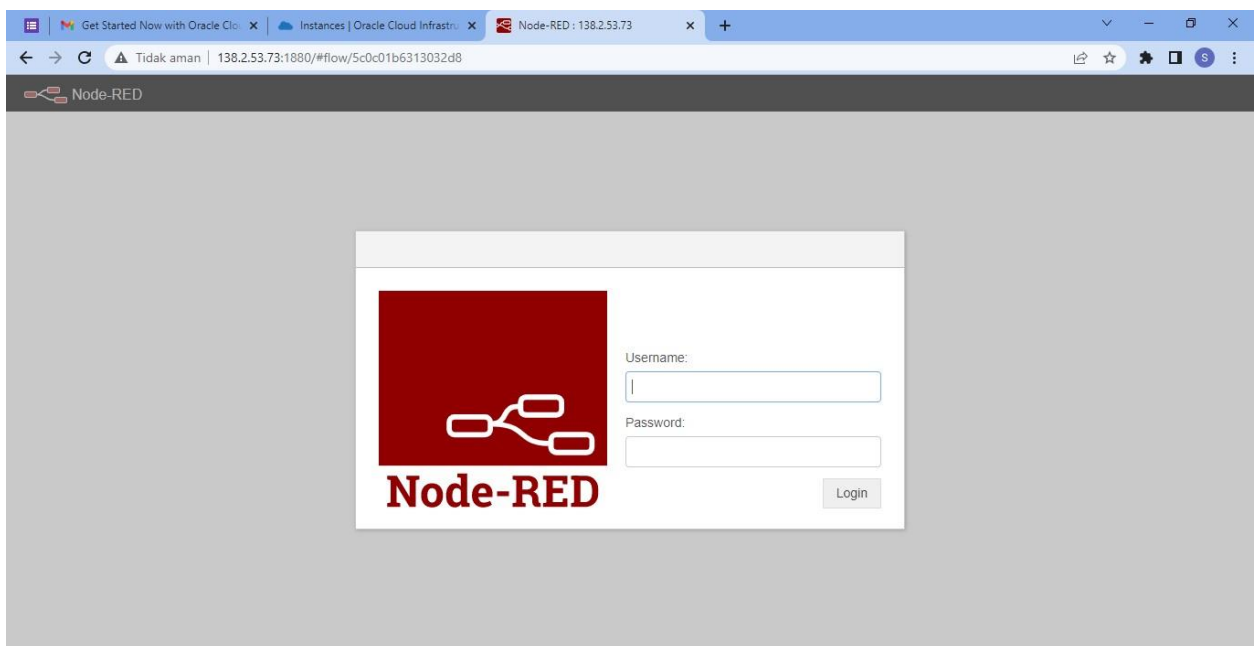 Get Started Now with Oracle Clo
Instances | Oracle Cloud Infrastru
Node-RED : 138.2.53.73
Tidak aman
138.2.53.73:1880/#flow/5c0c01b6313032d8
S
Node-RED
Username:
Password:
Node-RED
Login